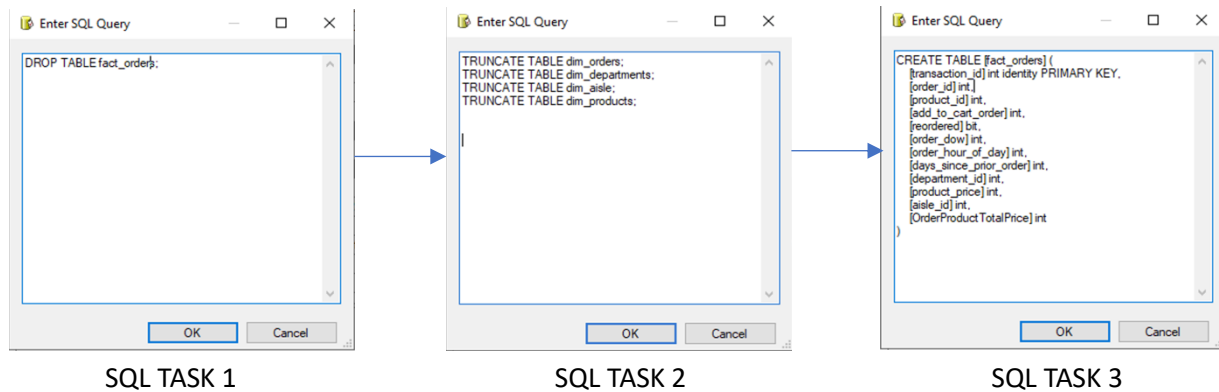 Enter SQL Query
DROP TABLE fact_orders;
OK Cancel
SQL TASK 1
Enter SQL Query
TRUNCATE TABLE dim_orders;
TRUNCATE TABLE dim_departments;
TRUNCATE TABLE dim_aisle;
TRUNCATE TABLE dim_products;
OK Cancel
SQL TASK 2
Enter SQL Query
CREATE TABLE [fact_orders] (
[transaction_id] int identity PRIMARY KEY,
[order_id] int,
[product_id] int,
[add_to_cart_order] int,
[reordered] bit,
[order_dow] int,
[order_hour_of_day] int,
[days_since_prior_order] int,
[department_id] int,
[product_price] int,
[aisle_id] int,
[OrderProductTotalPrice] int
)
OK Cancel
SQL TASK 3